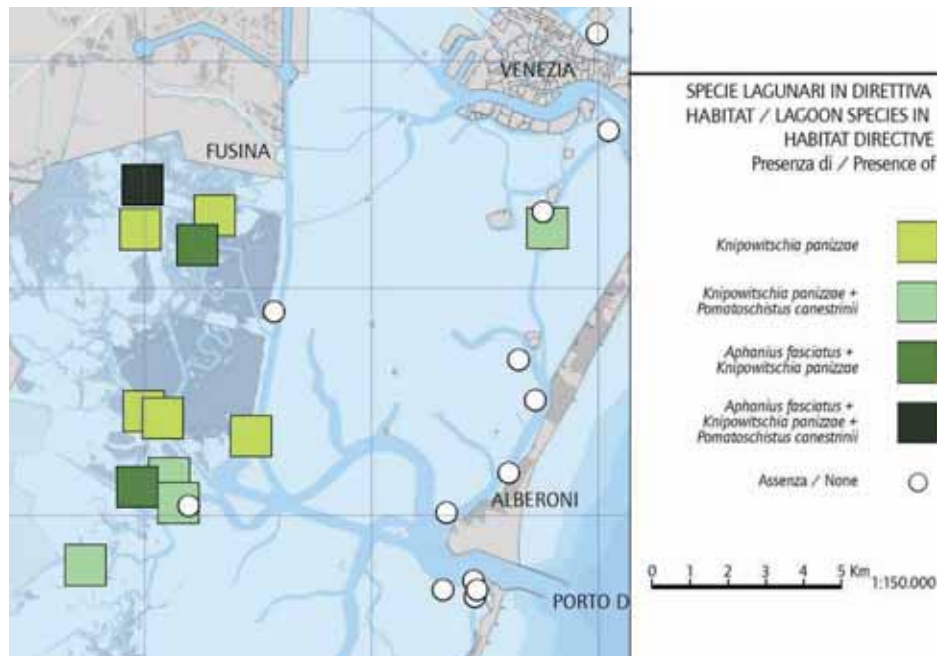 VENEZIA
FUSINA
ALBERONI
PORTO D
SPECIE LAGUNARI IN DIRETTIVA
HABITAT / LAGOON SPECIES IN
HABITAT DIRECTIVE
Presenza di / Presence of
Knipowitschia panizzae
Knipowitschia panizzae +
Pomatoschistus canestrinii
Aphanius fasciatus +
Knipowitschia panizzae
Aphanius fasciatus +
Knipowitschia panizzae +
Pomatoschistus canestrinii
Assenza / None
0 1 2 3 4 5 Km
1:150.000